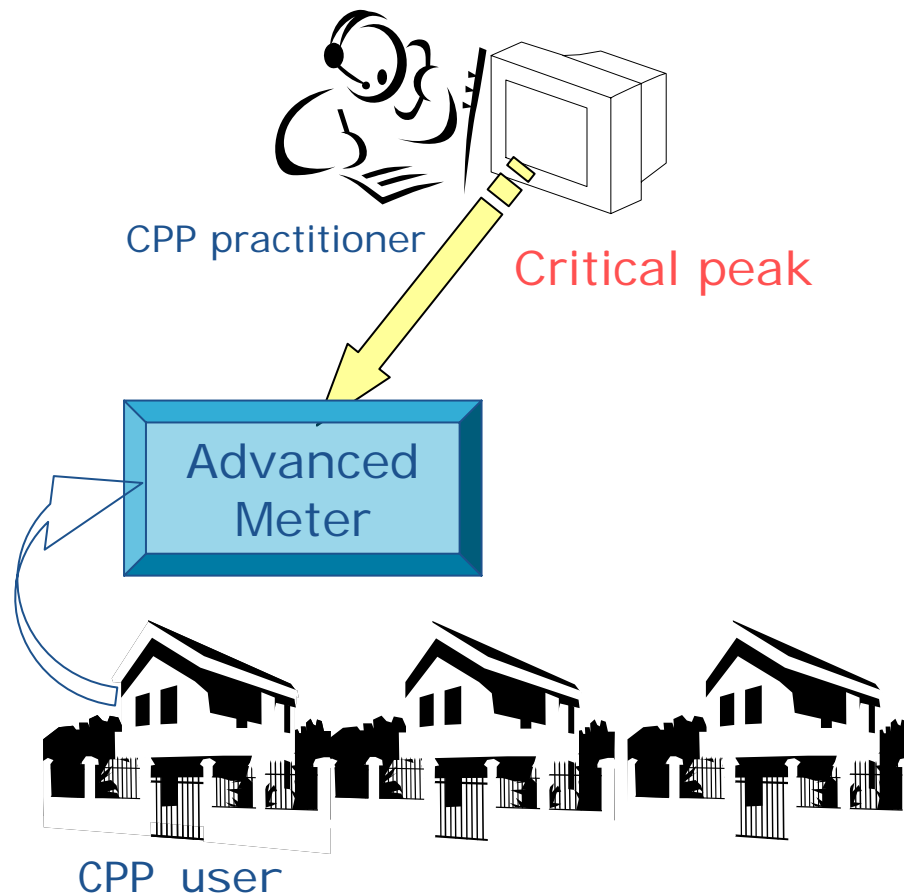 CPP practitioner
Critical peak
Advanced
Meter
CPP user